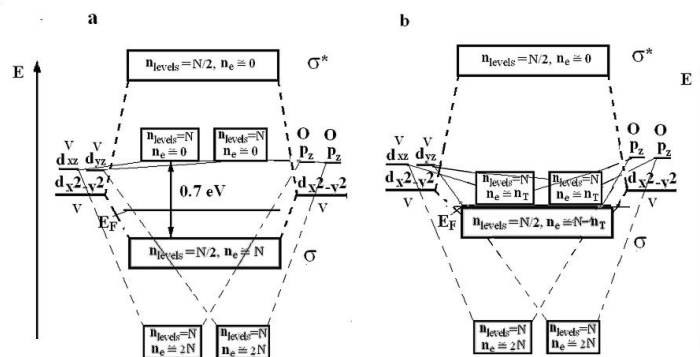 a
E
n_levels=N/2, n_e≅0
σ*
V
V
d_xz
d_yz
n_levels=N
n_e≅0
n_levels=N
n_e≅0
O
O
p_z
p_z
d_x²-y²
V
0.7 eV
d_x²-y²
V
E_F
n_levels=N/2, n_e≅N
σ
n_levels=N
n_e≅2N
n_levels=N
n_e≅2N
b
n_levels=N/2, n_e≅0
σ*
E
V
V
d_xz
d_yz
O
O
p_z
p_z
n_levels=N
n_e≅n_T
n_levels=N
n_e≅n_T
d_x²-y²
V
d_x²-y²
V
E_F
n_levels=N/2, n_e≅N-n_T
σ
n_levels=N
n_e≅2N
n_levels=N
n_e≅2N